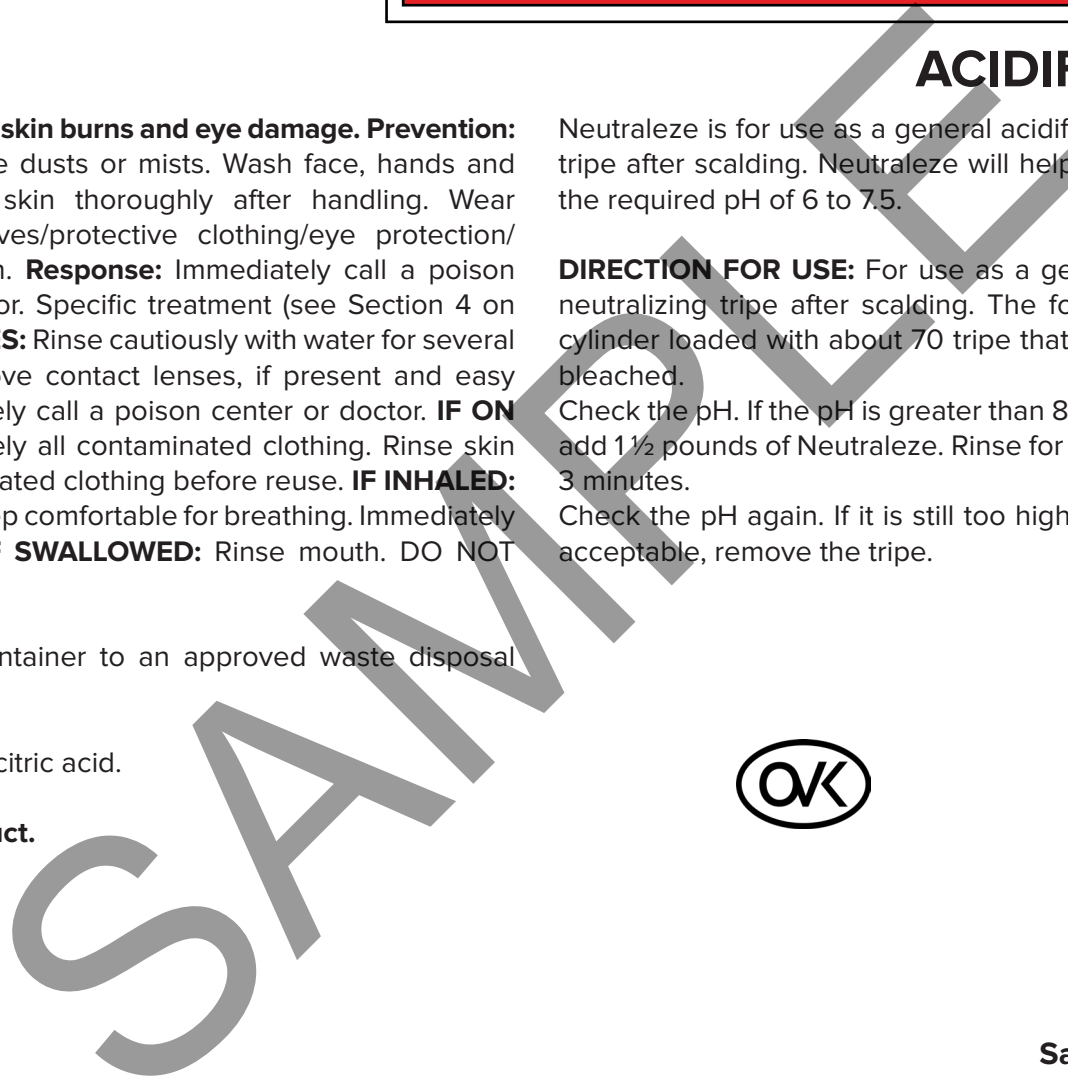 ACIDIF
skin burns and eye damage. Prevention:
e dusts or mists. Wash face, hands and
skin thoroughly after handling. Wear
ves/protective clothing/eye protection/
n. Response: Immediately call a poison
or. Specific treatment (see Section 4 on
ES: Rinse cautiously with water for several
ove contact lenses, if present and easy
ely call a poison center or doctor. IF ON
ely all contaminated clothing. Rinse skin
ated clothing before reuse. IF INHALED:
op comfortable for breathing. Immediately
F SWALLOWED: Rinse mouth. DO NOT
ntainer to an approved waste disposal
citric acid.
uct.
Neutraleze is for use as a general acidif
tripe after scalding. Neutraleze will help
the required pH of 6 to 7.5.
DIRECTION FOR USE: For use as a ge
neutralizing tripe after scalding. The fo
cylinder loaded with about 70 tripe that
bleached.
Check the pH. If the pH is greater than 8
add 1 ½ pounds of Neutraleze. Rinse for
3 minutes.
Check the pH again. If it is still too high
acceptable, remove the tripe.
OVK
Sa
SAMPLE